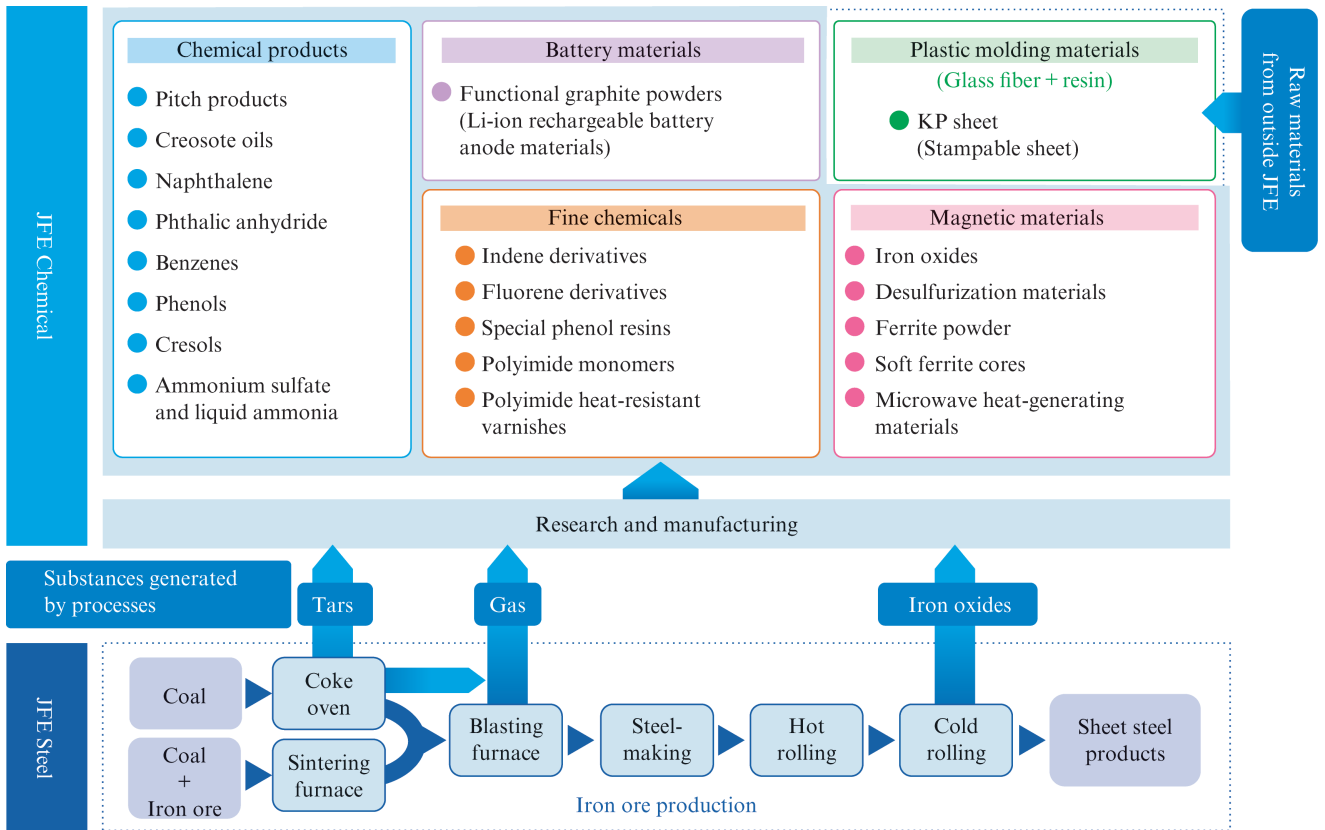 JFE Chemical
Chemical products
Pitch products
Creosote oils
Naphthalene
Phthalic anhydride
Benzenes
Phenols
Cresols
Ammonium sulfate
and liquid ammonia
Battery materials
Functional graphite powders
(Li-ion rechargeable battery
anode materials)
Plastic molding materials
(Glass fiber + resin)
KP sheet
(Stampable sheet)
Raw materials
from outside JFE
Fine chemicals
Indene derivatives
Fluorene derivatives
Special phenol resins
Polyimide monomers
Polyimide heat-resistant
varnishes
Magnetic materials
Iron oxides
Desulfurization materials
Ferrite powder
Soft ferrite cores
Microwave heat-generating
materials
Research and manufacturing
Substances generated
by processes
Tars
Gas
Iron oxides
JFE Steel
Coal
Coke
oven
Coal
+
Iron ore
Sintering
furnace
Blasting
furnace
Steel-
making
Hot
rolling
Cold
rolling
Sheet steel
products
Iron ore production